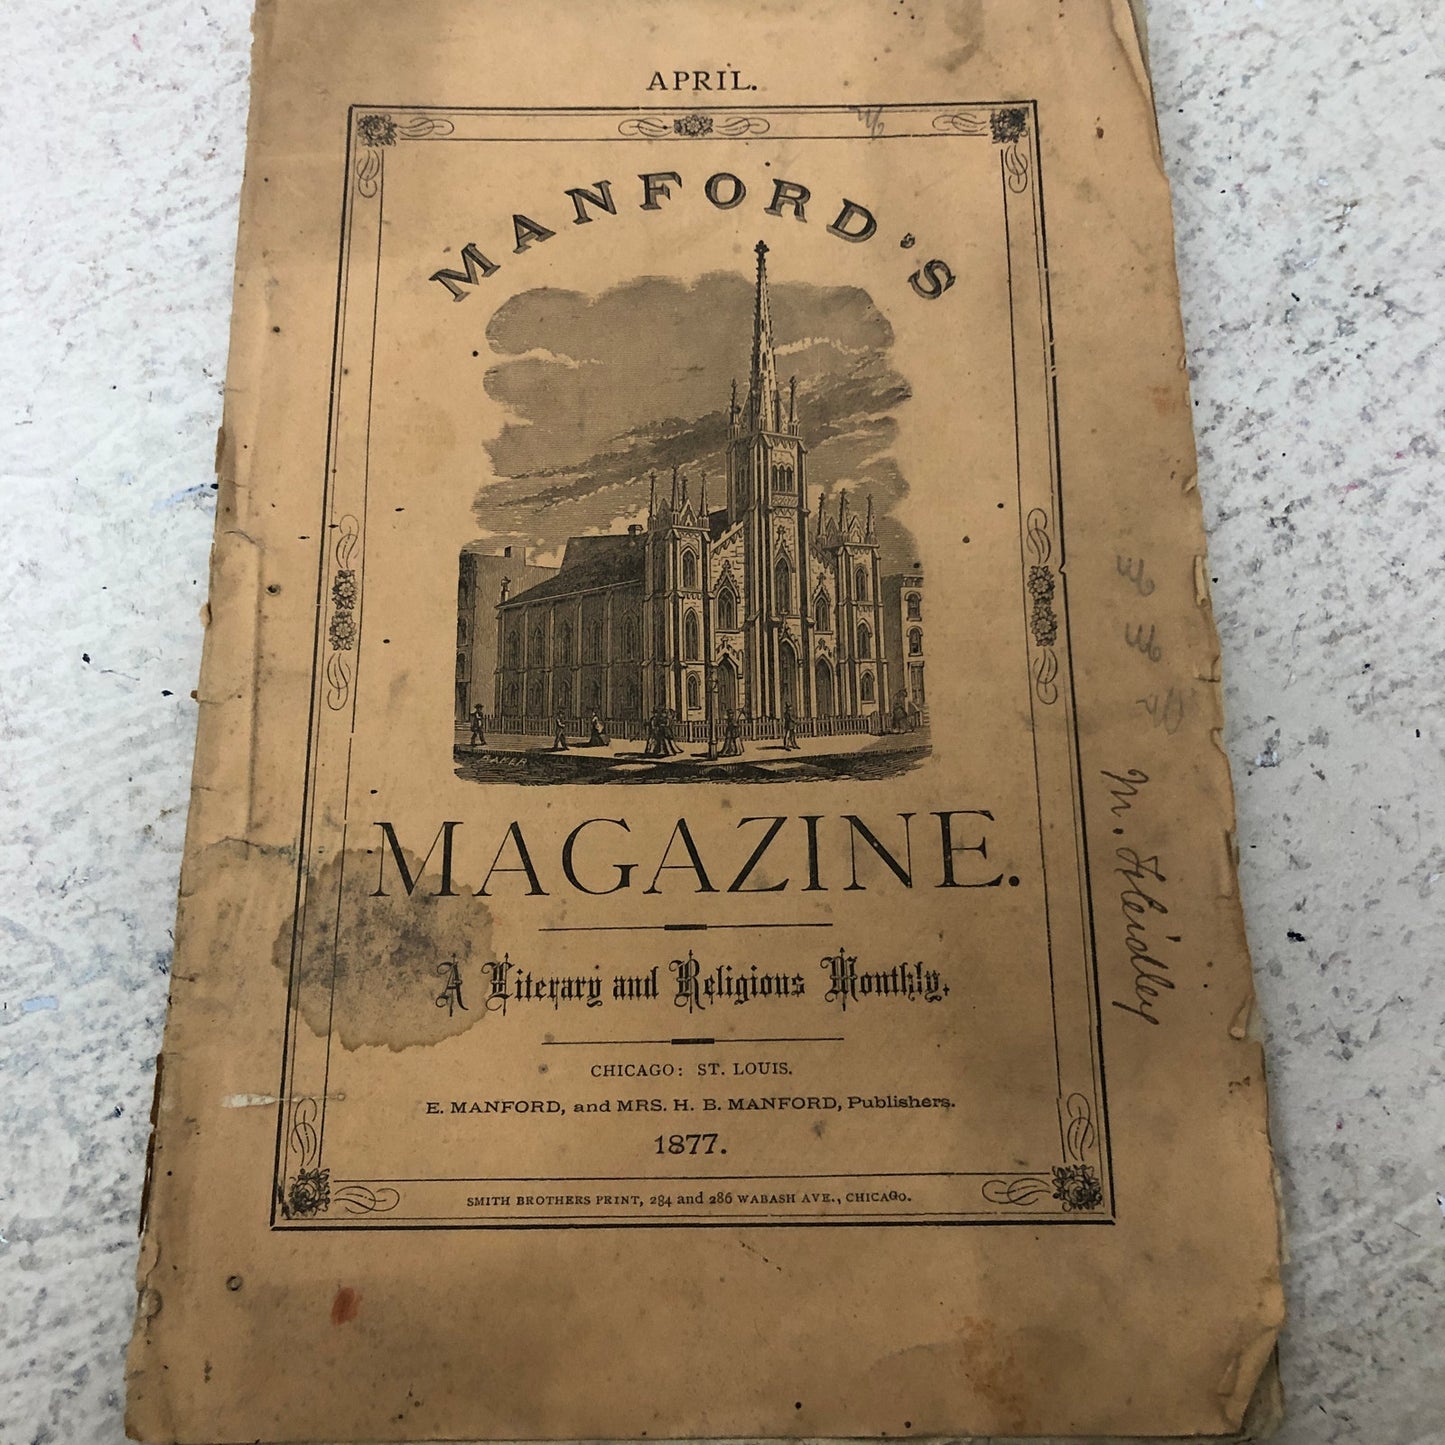 APRIL.
MANFORD'S
BAKER
MAGAZINE.
A Literary and Religious Monthly.
CHICAGO: ST. LOUIS.
E. MANFORD, and MRS. H. B. MANFORD, Publishers.
1877.
SMITH BROTHERS PRINT, 284 and 286 WABASH AVE., CHICAGO.
M.